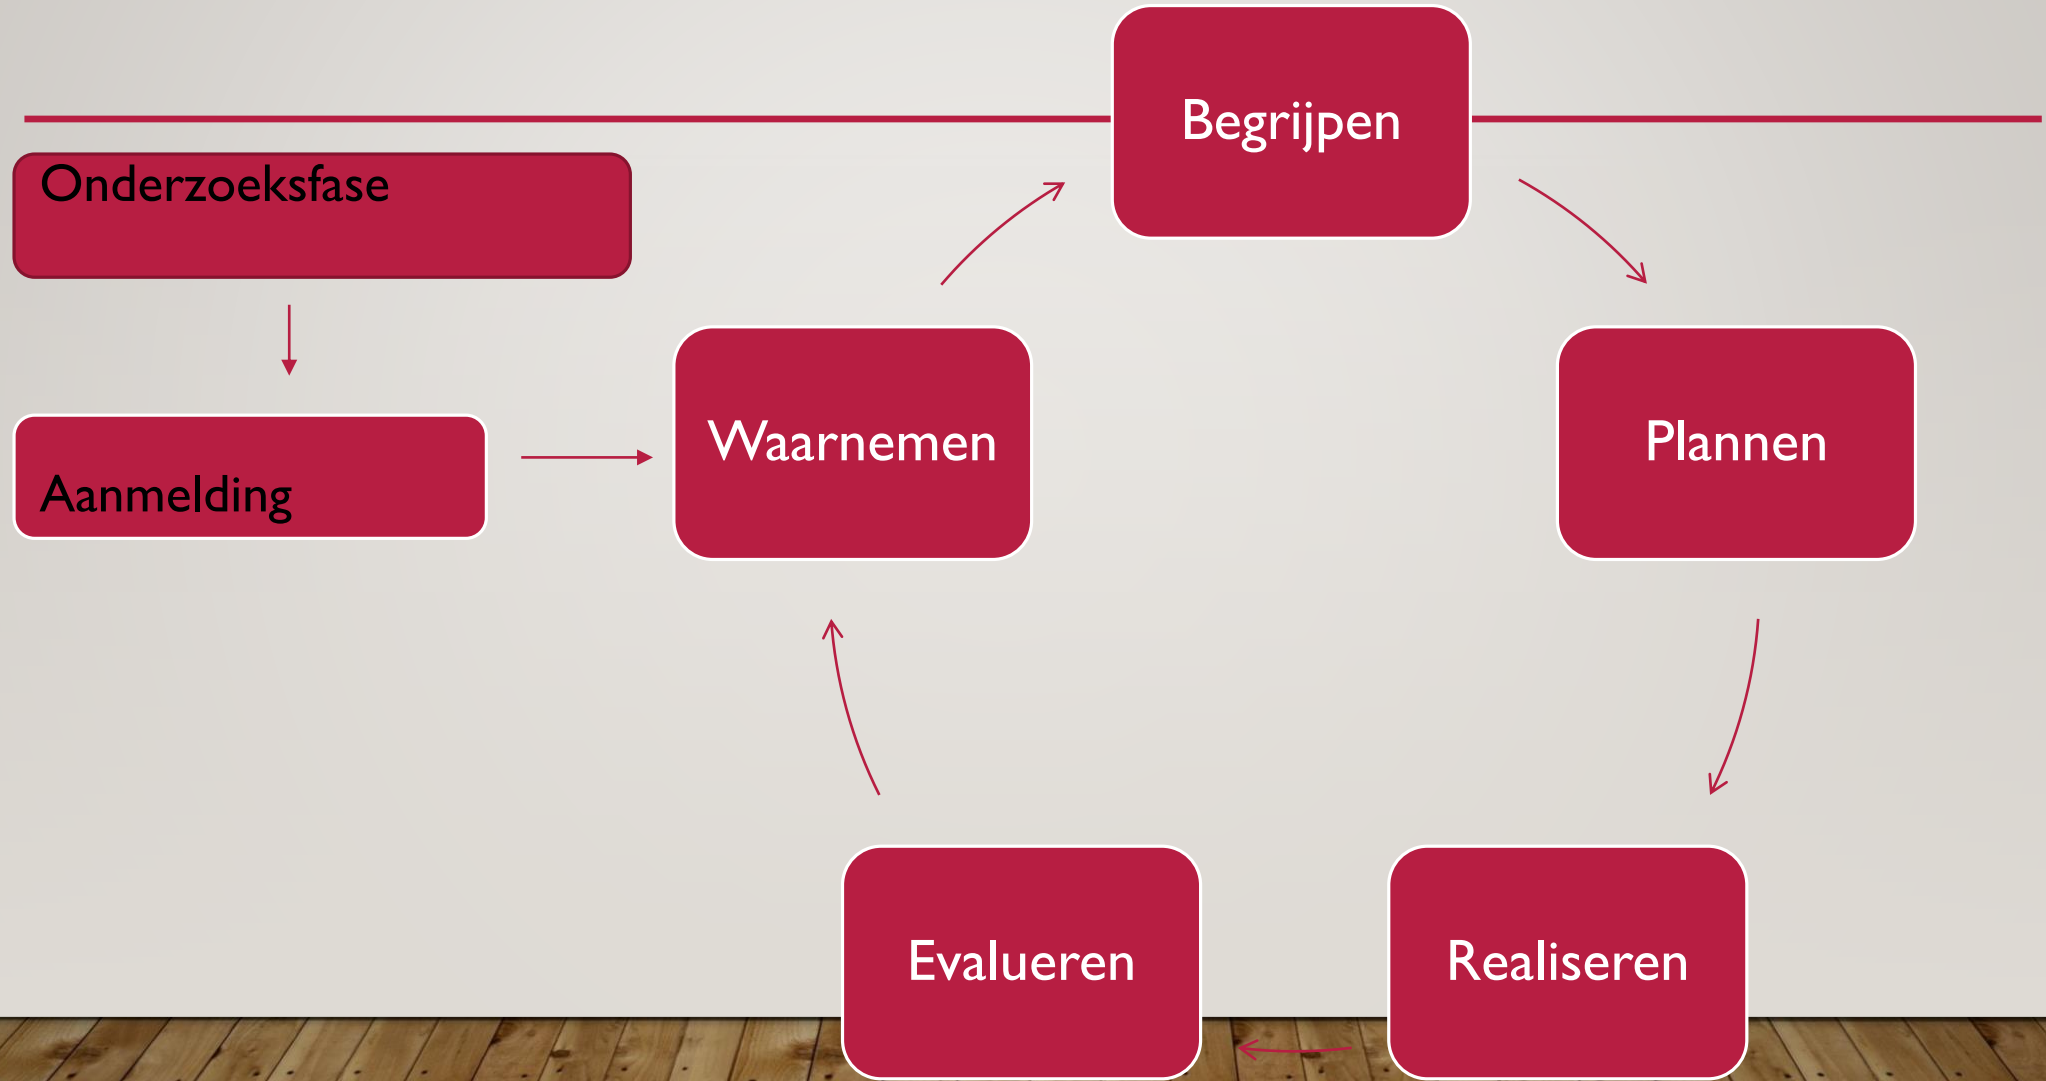 Onderzoeksfase
Aanmelding
Waarnemen
Begrijpen
Plannen
Realiseren
Evalueren